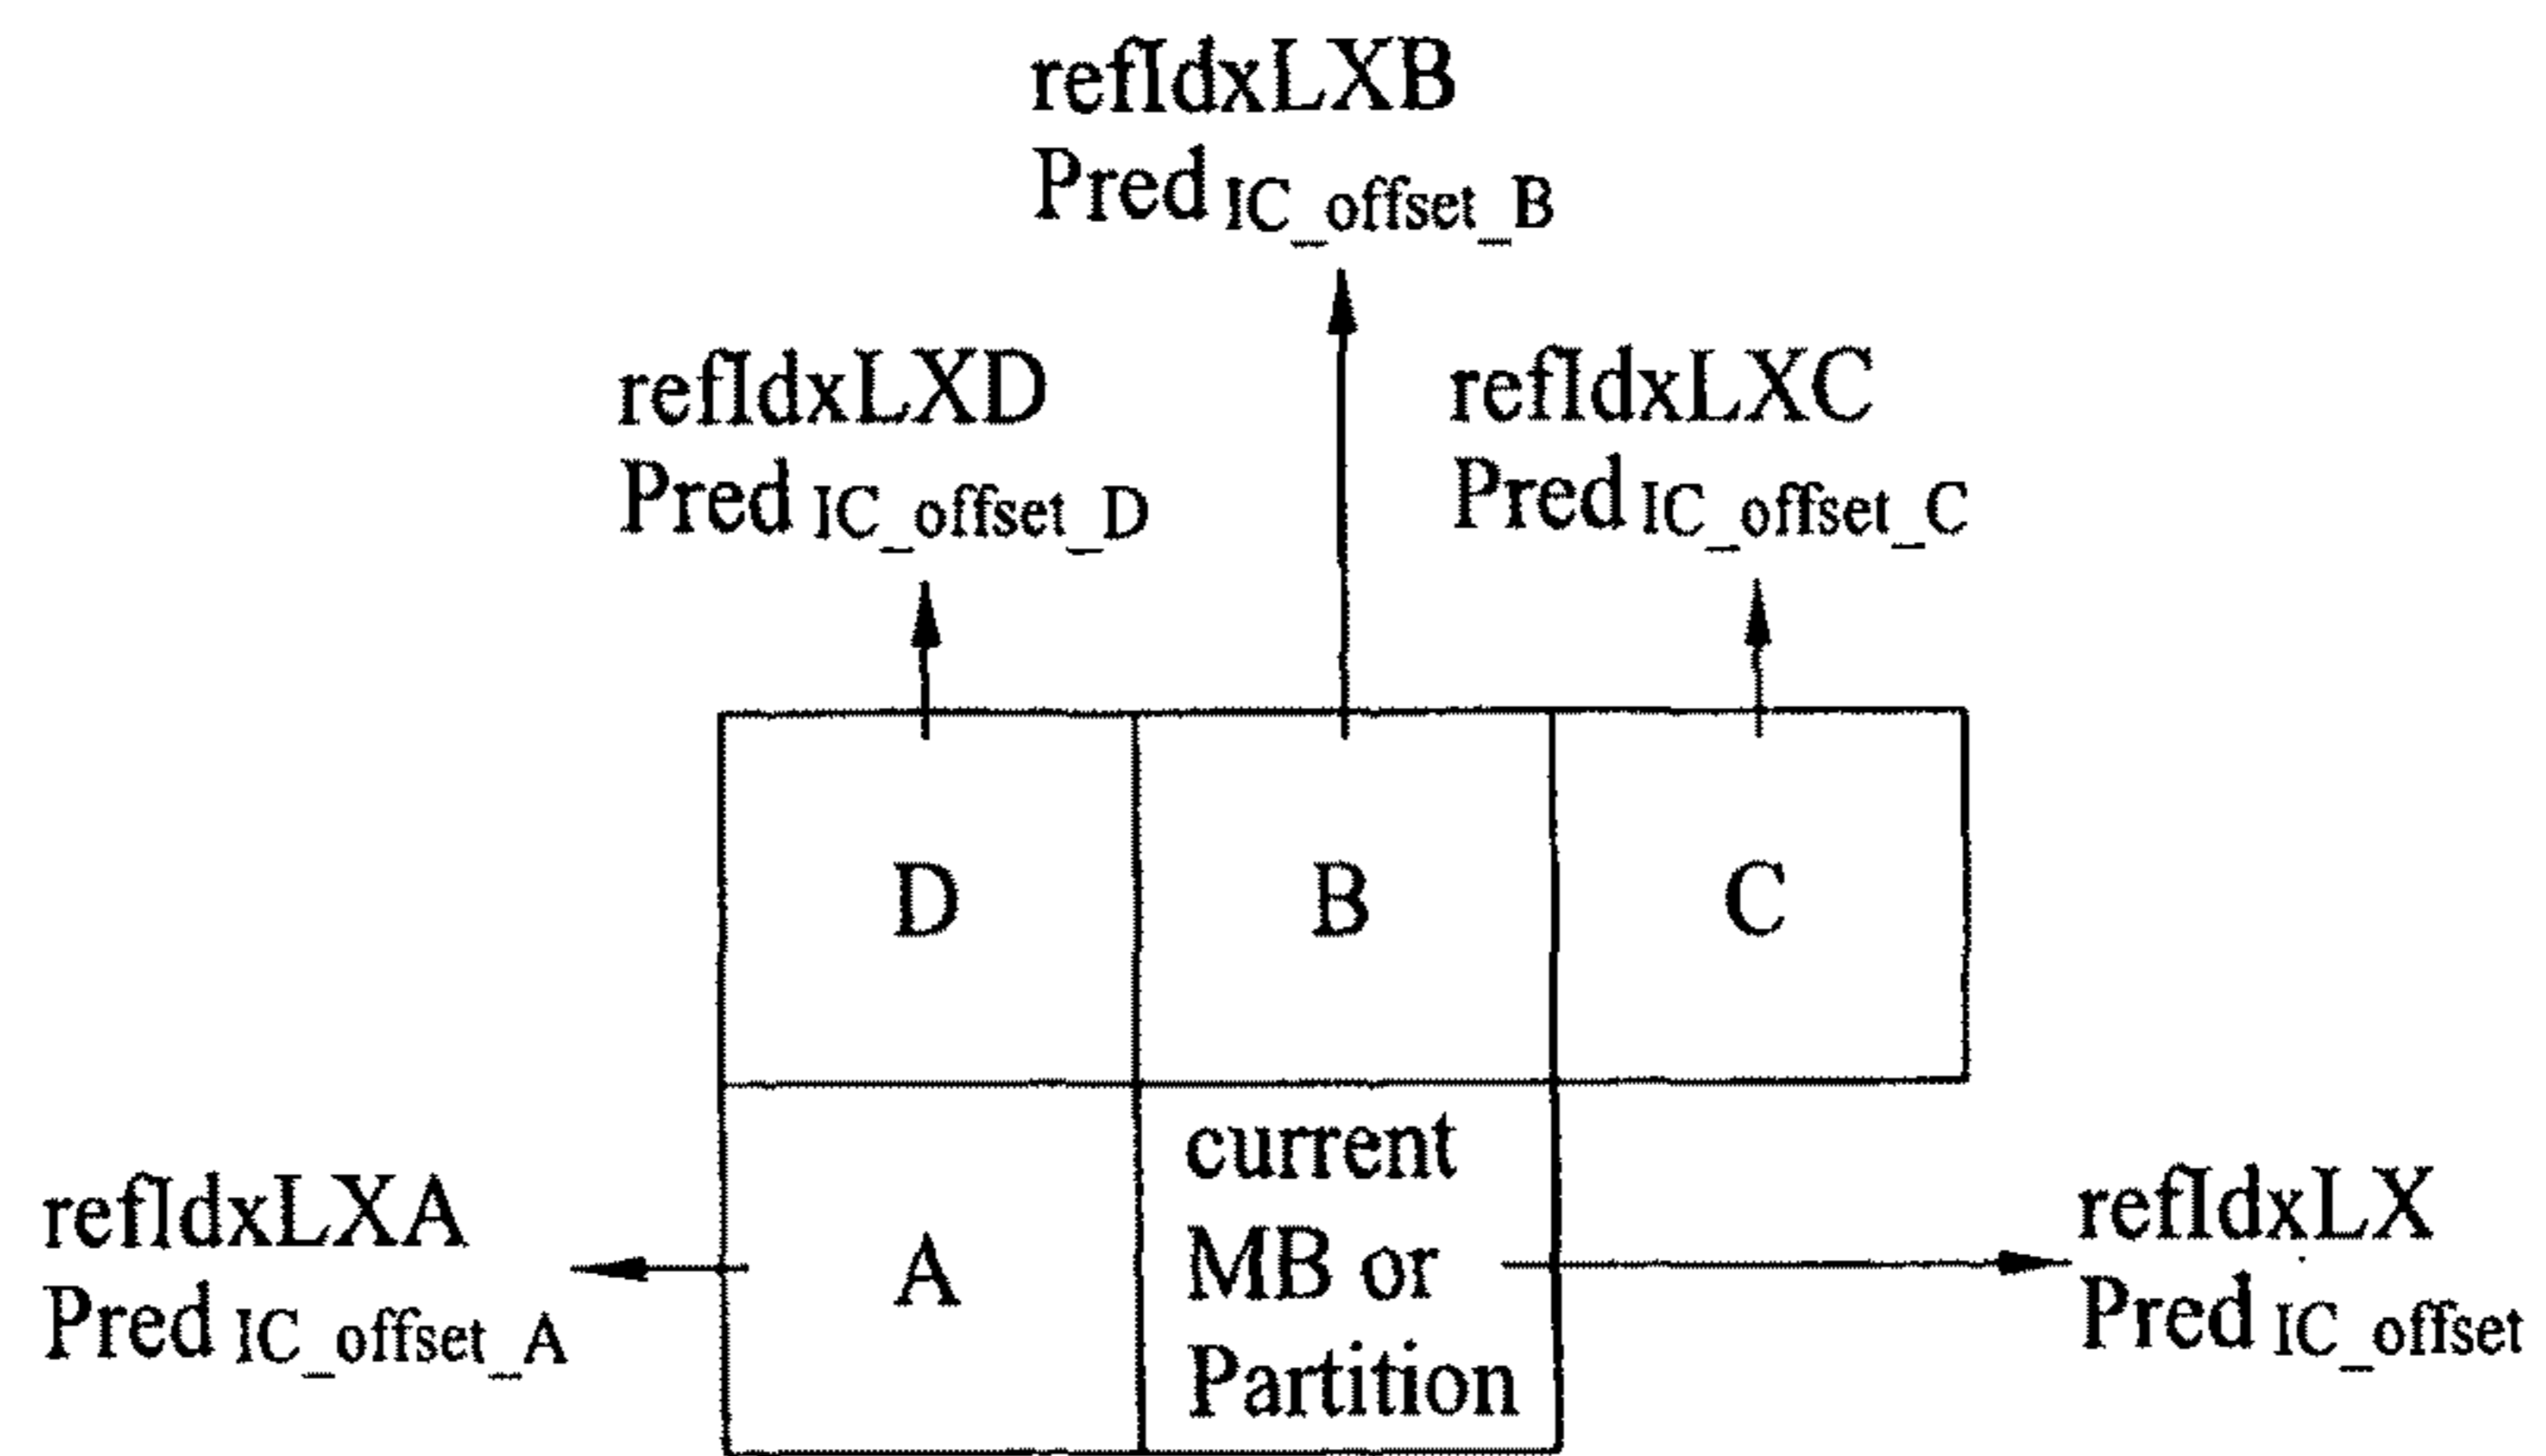 refIdxLXB
Pred IC_offset_B
refIdxLXD
Pred IC_offset_D
refIdxLXC
Pred IC_offset_C
D
B
C
refIdxLXA
Pred IC_offset_A
A
current
MB or
Partition
refIdxLX
Pred IC_offset